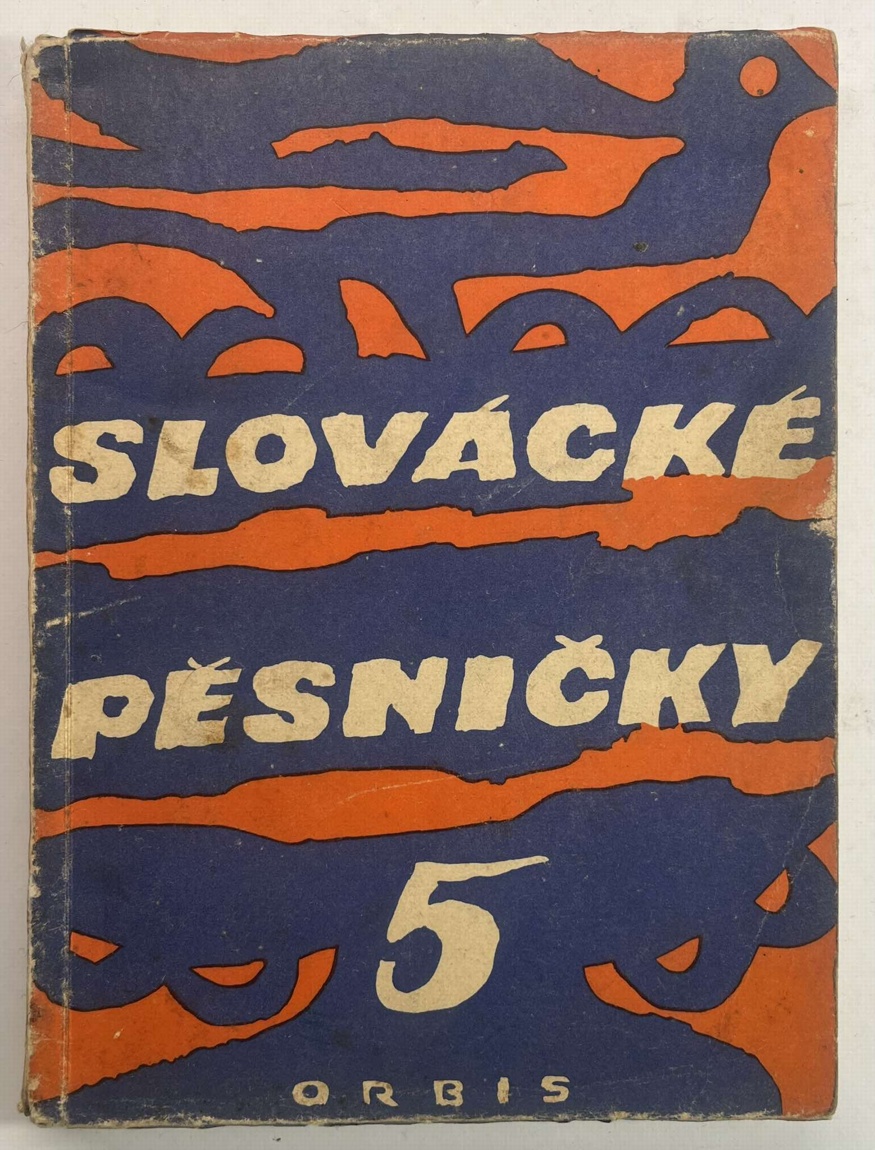 SLOVÁCKÉ
PĚSNIČKY
5
ORBIS